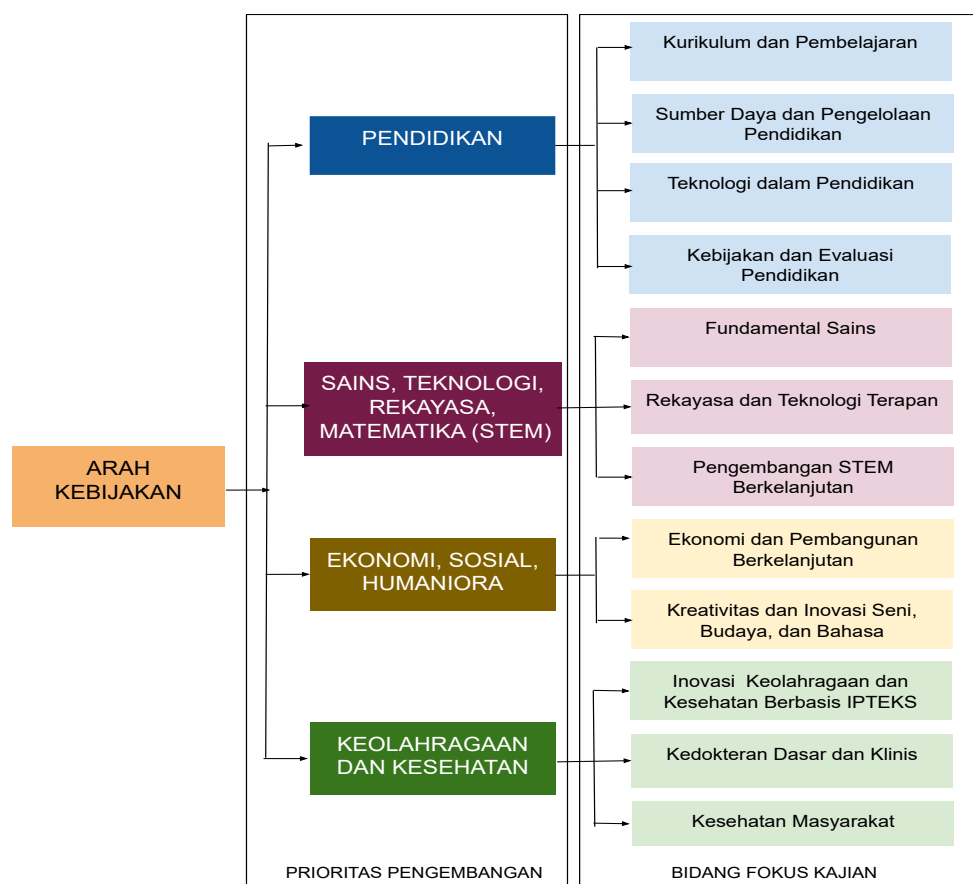 ARAH
KEBIJAKAN
PENDIDIKAN
SAINS, TEKNOLOGI,
REKAYASA,
MATEMATIKA (STEM)
EKONOMI, SOSIAL,
HUMANIORA
KEOLAHRAGAAN
DAN KESEHATAN
PRIORITAS PENGEMBANGAN
Kurikulum dan Pembelajaran
Sumber Daya dan Pengelolaan
Pendidikan
Teknologi dalam Pendidikan
Kebijakan dan Evaluasi
Pendidikan
Fundamental Sains
Rekayasa dan Teknologi Terapan
Pengembangan STEM
Berkelanjutan
Ekonomi dan Pembangunan
Berkelanjutan
Kreativitas dan Inovasi Seni,
Budaya, dan Bahasa
Inovasi Keolahragaan dan
Kesehatan Berbasis IPTEKS
Kedokteran Dasar dan Klinis
Kesehatan Masyarakat
BIDANG FOKUS KAJIAN